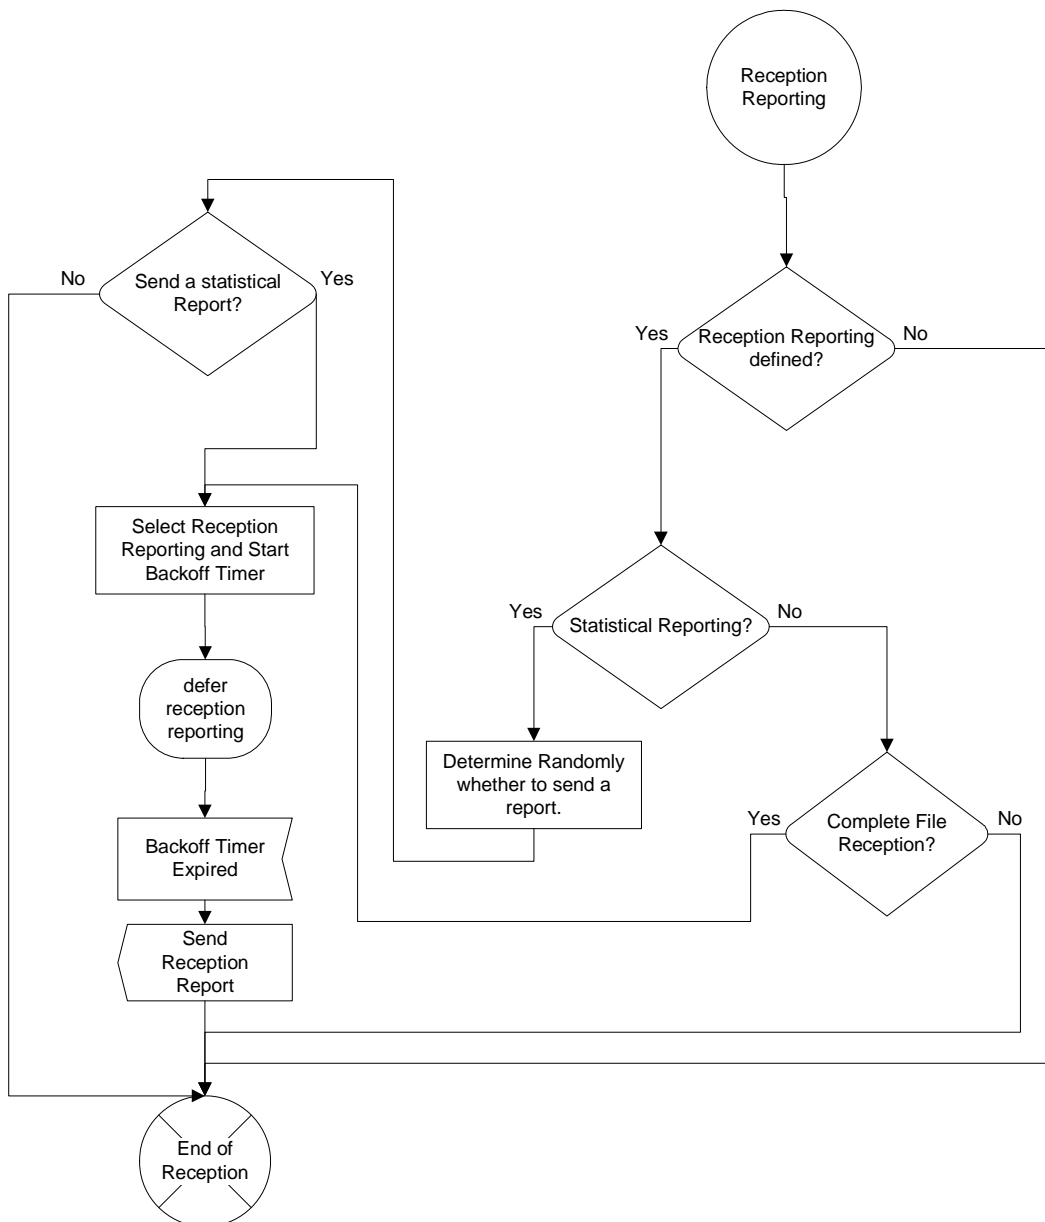 Reception
Reporting
Send a statistical
Report?
No
Yes
Reception Reporting
defined?
Yes
No
Select Reception
Reporting and Start
Backoff Timer
Statistical Reporting?
Yes
No
defer
reception
reporting
Determine Randomly
whether to send a
report.
Complete File
Reception?
Yes
No
Backoff Timer
Expired
Send
Reception
Report
End of
Reception